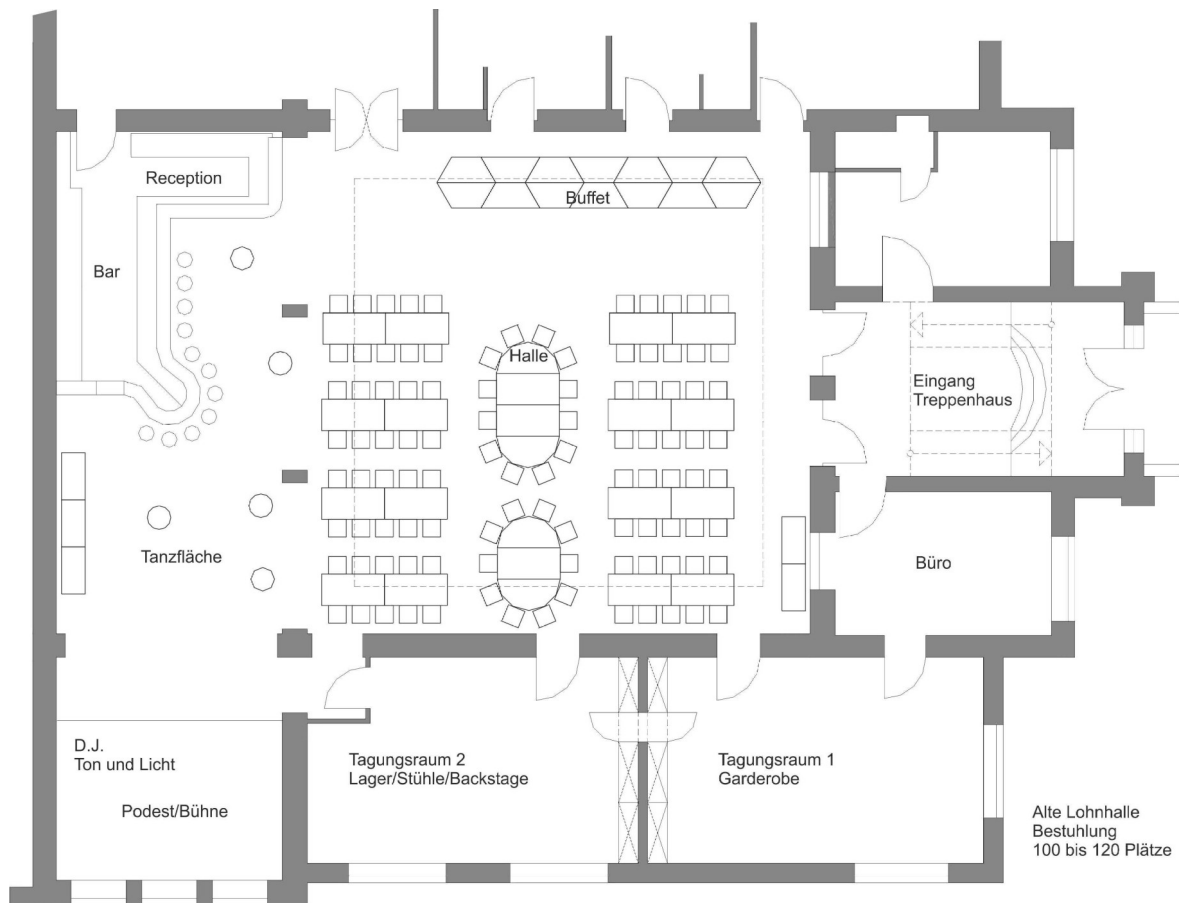 Reception
Buffet
Bar
Halle
Eingang
Treppenhaus
Tanzfläche
Büro
D.J.
Ton und Licht
Podest/Bühne
Tagungsraum 2
Lager/Stühle/Backstage
Tagungsraum 1
Garderobe
Alte Lohnhalle
Bestuhlung
100 bis 120 Plätze